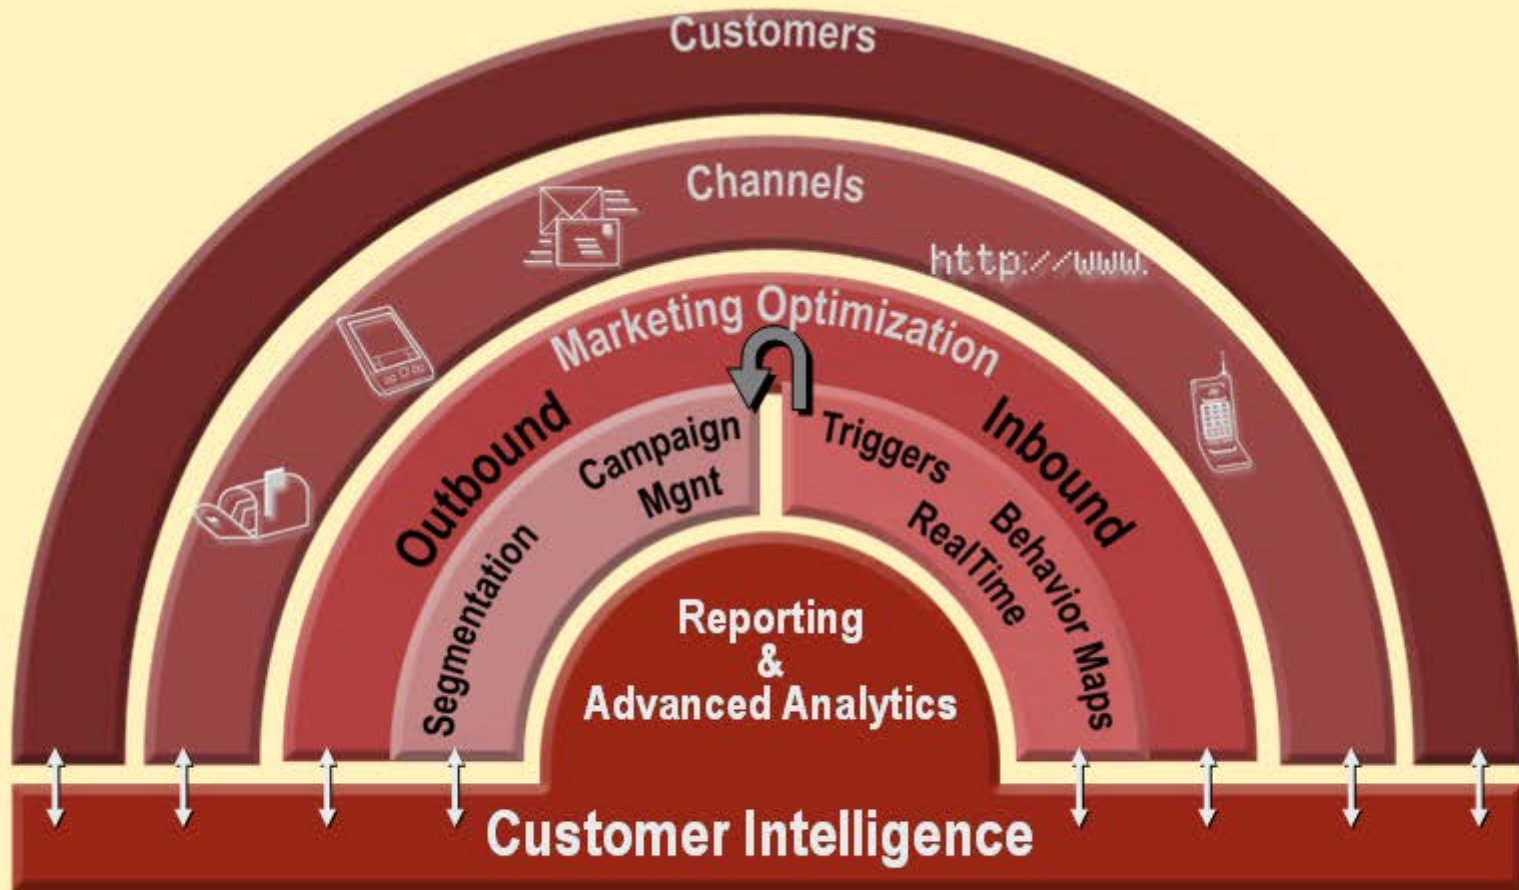 Customers
Channels
http://www.
Marketing Optimization
Outbound
Inbound
Campaign
Mgnt
Segmentation
Triggers
RealTime
Behavior Maps
Reporting
&
Advanced Analytics
Customer Intelligence